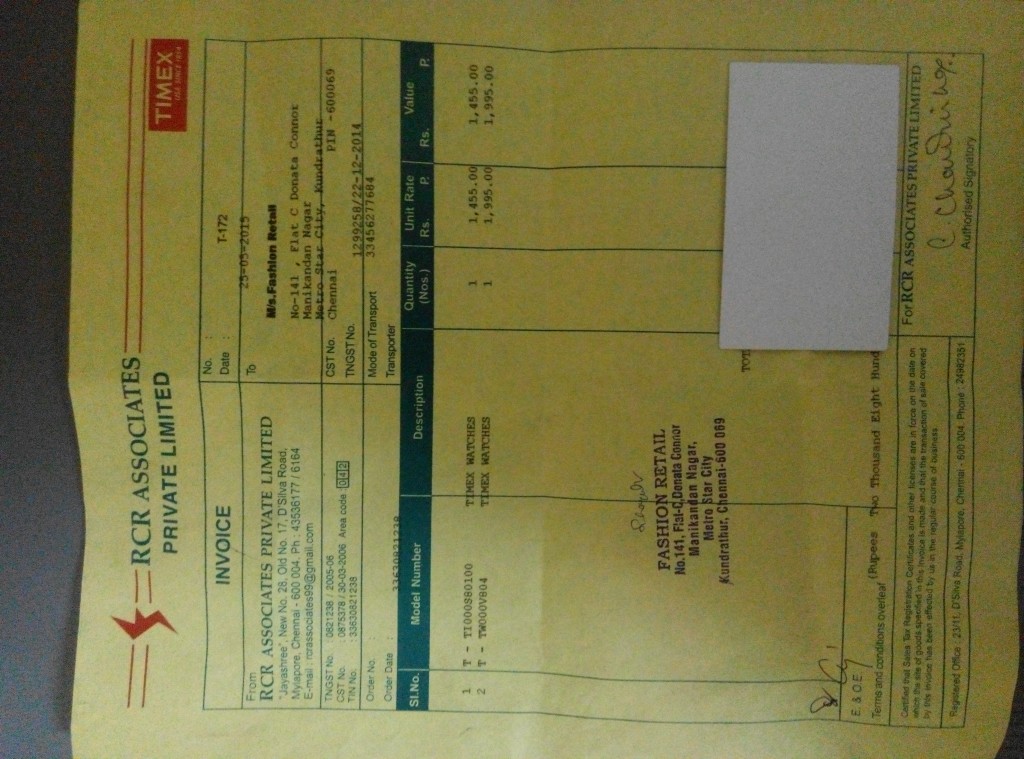 RCR ASSOCIATES
PRIVATE LIMITED
TIMEX
INVOICE
No. : T-172
Date : 25-05-2015
From
RCR ASSOCIATES PRIVATE LIMITED
"Jayashree", New No. 28, Old No. 17, D'Silva Road,
Mylapore, Chennai - 600 004. Ph : 43536177 / 6164
E-mail : rcrassociates99@gmail.com
To
M/s.Fashion Retail
No-141 , Flat C Donata Connor
Manikandan Nagar
Metro Star City, Kundrathur
Chennai PIN -600069
TNGST No. : 0621238 / 2005-06
CST No. : 0875378 / 30-03-2006 Area code 042
TIN No. : 33630821238
CST No.
TNGST No. 1299258/22-12-2014
33456277684
Order No. :
Order Date : 33630821238
Mode of Transport
Transporter
Sl.No. Model Number Description Quantity (Nos.) Unit Rate Rs. P. Value Rs. P.
1 T - TI000S80100 TIMEX WATCHES 1 1,455.00 1,455.00
2 T - TW000V804 TIMEX WATCHES 1 1,995.00 1,995.00
FASHION RETAIL
No.141, Flat-C, Donata Connor
Manikandan Nagar,
Metro Star City
Kundrathur, Chennai-600 069
TOT
E. & O.E.
Terms and conditions overleaf (Rupees Two Thousand Eight Hund
Certified that Sales Tax Registration Certificates and other licenses are in force on the date on
which the sale of goods specified in this invoice is made and that the transaction of sale covered
by this invoice has been effected by us in the regular course of business
Registered Office : 23/11, D'Silva Road, Mylapore, Chennai - 600 004. Phone : 24982351
For RCR ASSOCIATES PRIVATE LIMITED
Authorised Signatory